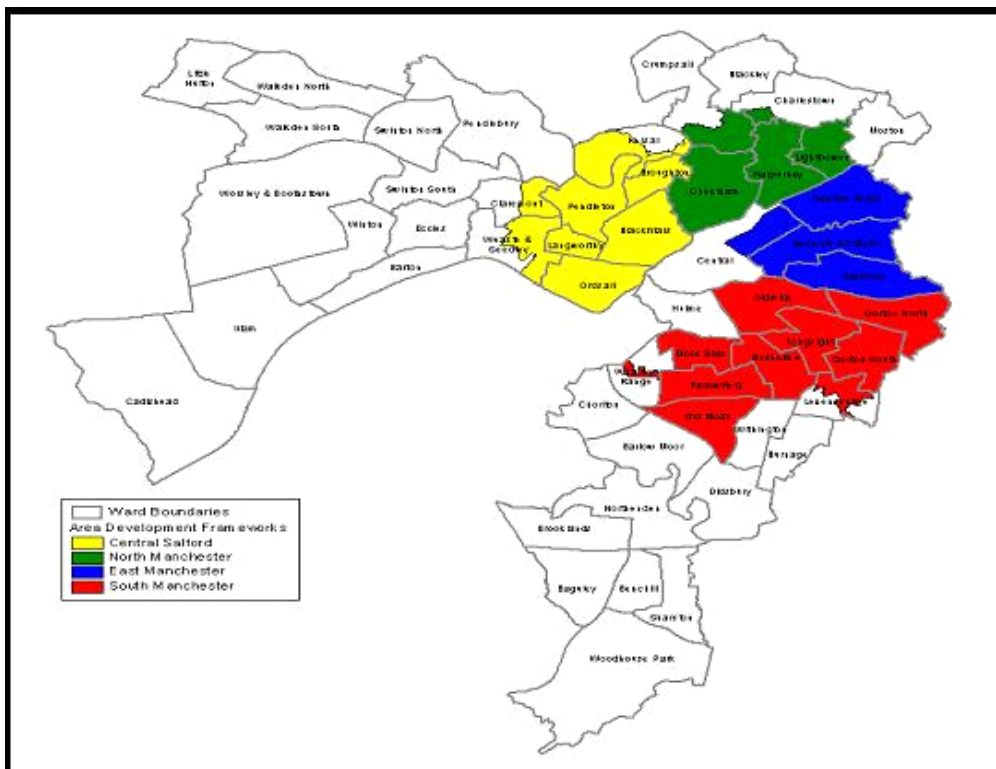 Crumpsall
Blackley
Little
Hulton
Walkden North
Charlestown
Moston
Walkden South
Swinton North
Pendlebury
Kersal
Lightbowne
Broughton
Harpurhey
Cheetham
Worsley & Boothstown
Swinton South
Claremont
Pendleton
Winton
Eccles
Weaste &
Seedley
Langworthy
Blackfriars
Central
Barton
Ordsall
Hulme
Irlam
Gorton North
Longsight
Moss Side
Rusholme
Gorton South
Range
Cadishead
Chorlton
Fallowfield
Old Moat
Withington
Barlow Moor
Burnage
Didsbury
Northenden
Brooklands
Baguley
Benchill
Sharston
Woodhouse Park
Ward Boundaries
Area Development Frameworks
Central Salford
North Manchester
East Manchester
South Manchester